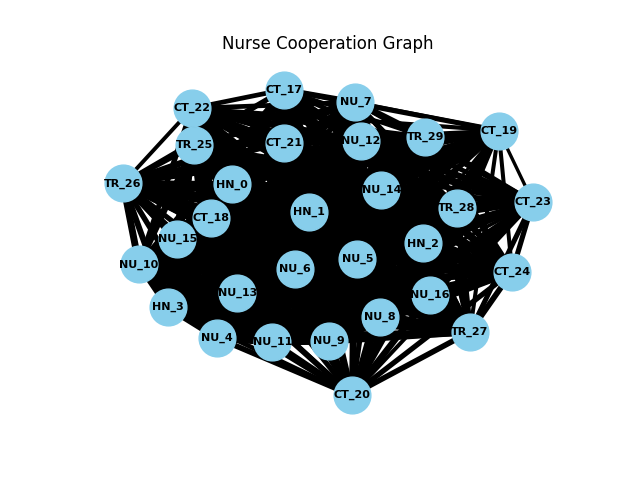 Nurse Cooperation Graph
CT_17
NU_7
CT_22
CT_19
TR_29
NU_12
CT_21
TR_25
TR_26
HN_0
NU_14
CT_23
TR_28
HN_1
CT_18
NU_15
HN_2
NU_5
NU_10
NU_6
CT_24
NU_13
NU_16
HN_3
NU_8
TR_27
NU_4
NU_11
NU_9
CT_20